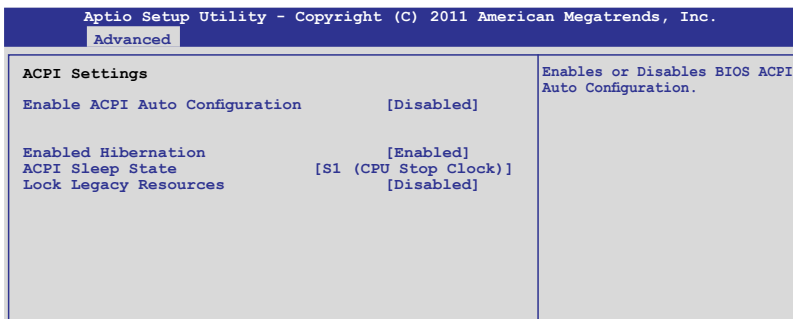 Aptio Setup Utility - Copyright (C) 2011 American Megatrends, Inc.
Advanced
ACPI Settings
Enable ACPI Auto Configuration [Disabled]
Enabled Hibernation [Enabled]
ACPI Sleep State [S1 (CPU Stop Clock)]
Lock Legacy Resources [Disabled]
Enables or Disables BIOS ACPI
Auto Configuration.